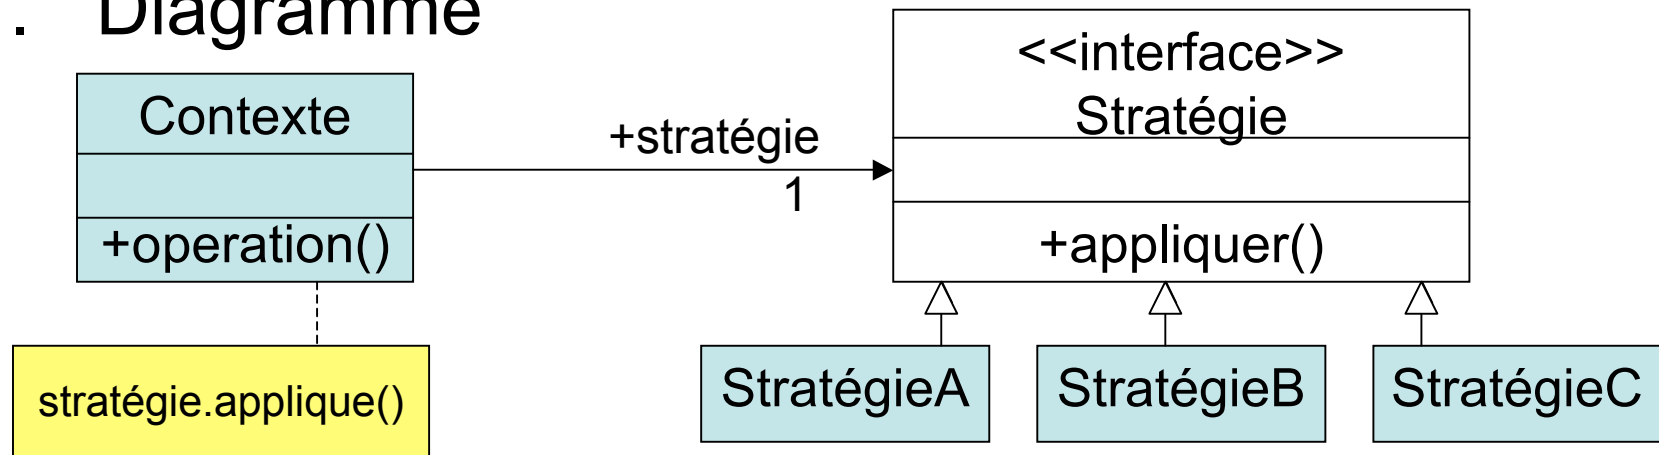 . Diagramme
Contexte
+operation()
stratégie.applique()
+stratégie
1
<<interface>>
Stratégie
+appliquer()
StratégieA
StratégieB
StratégieC